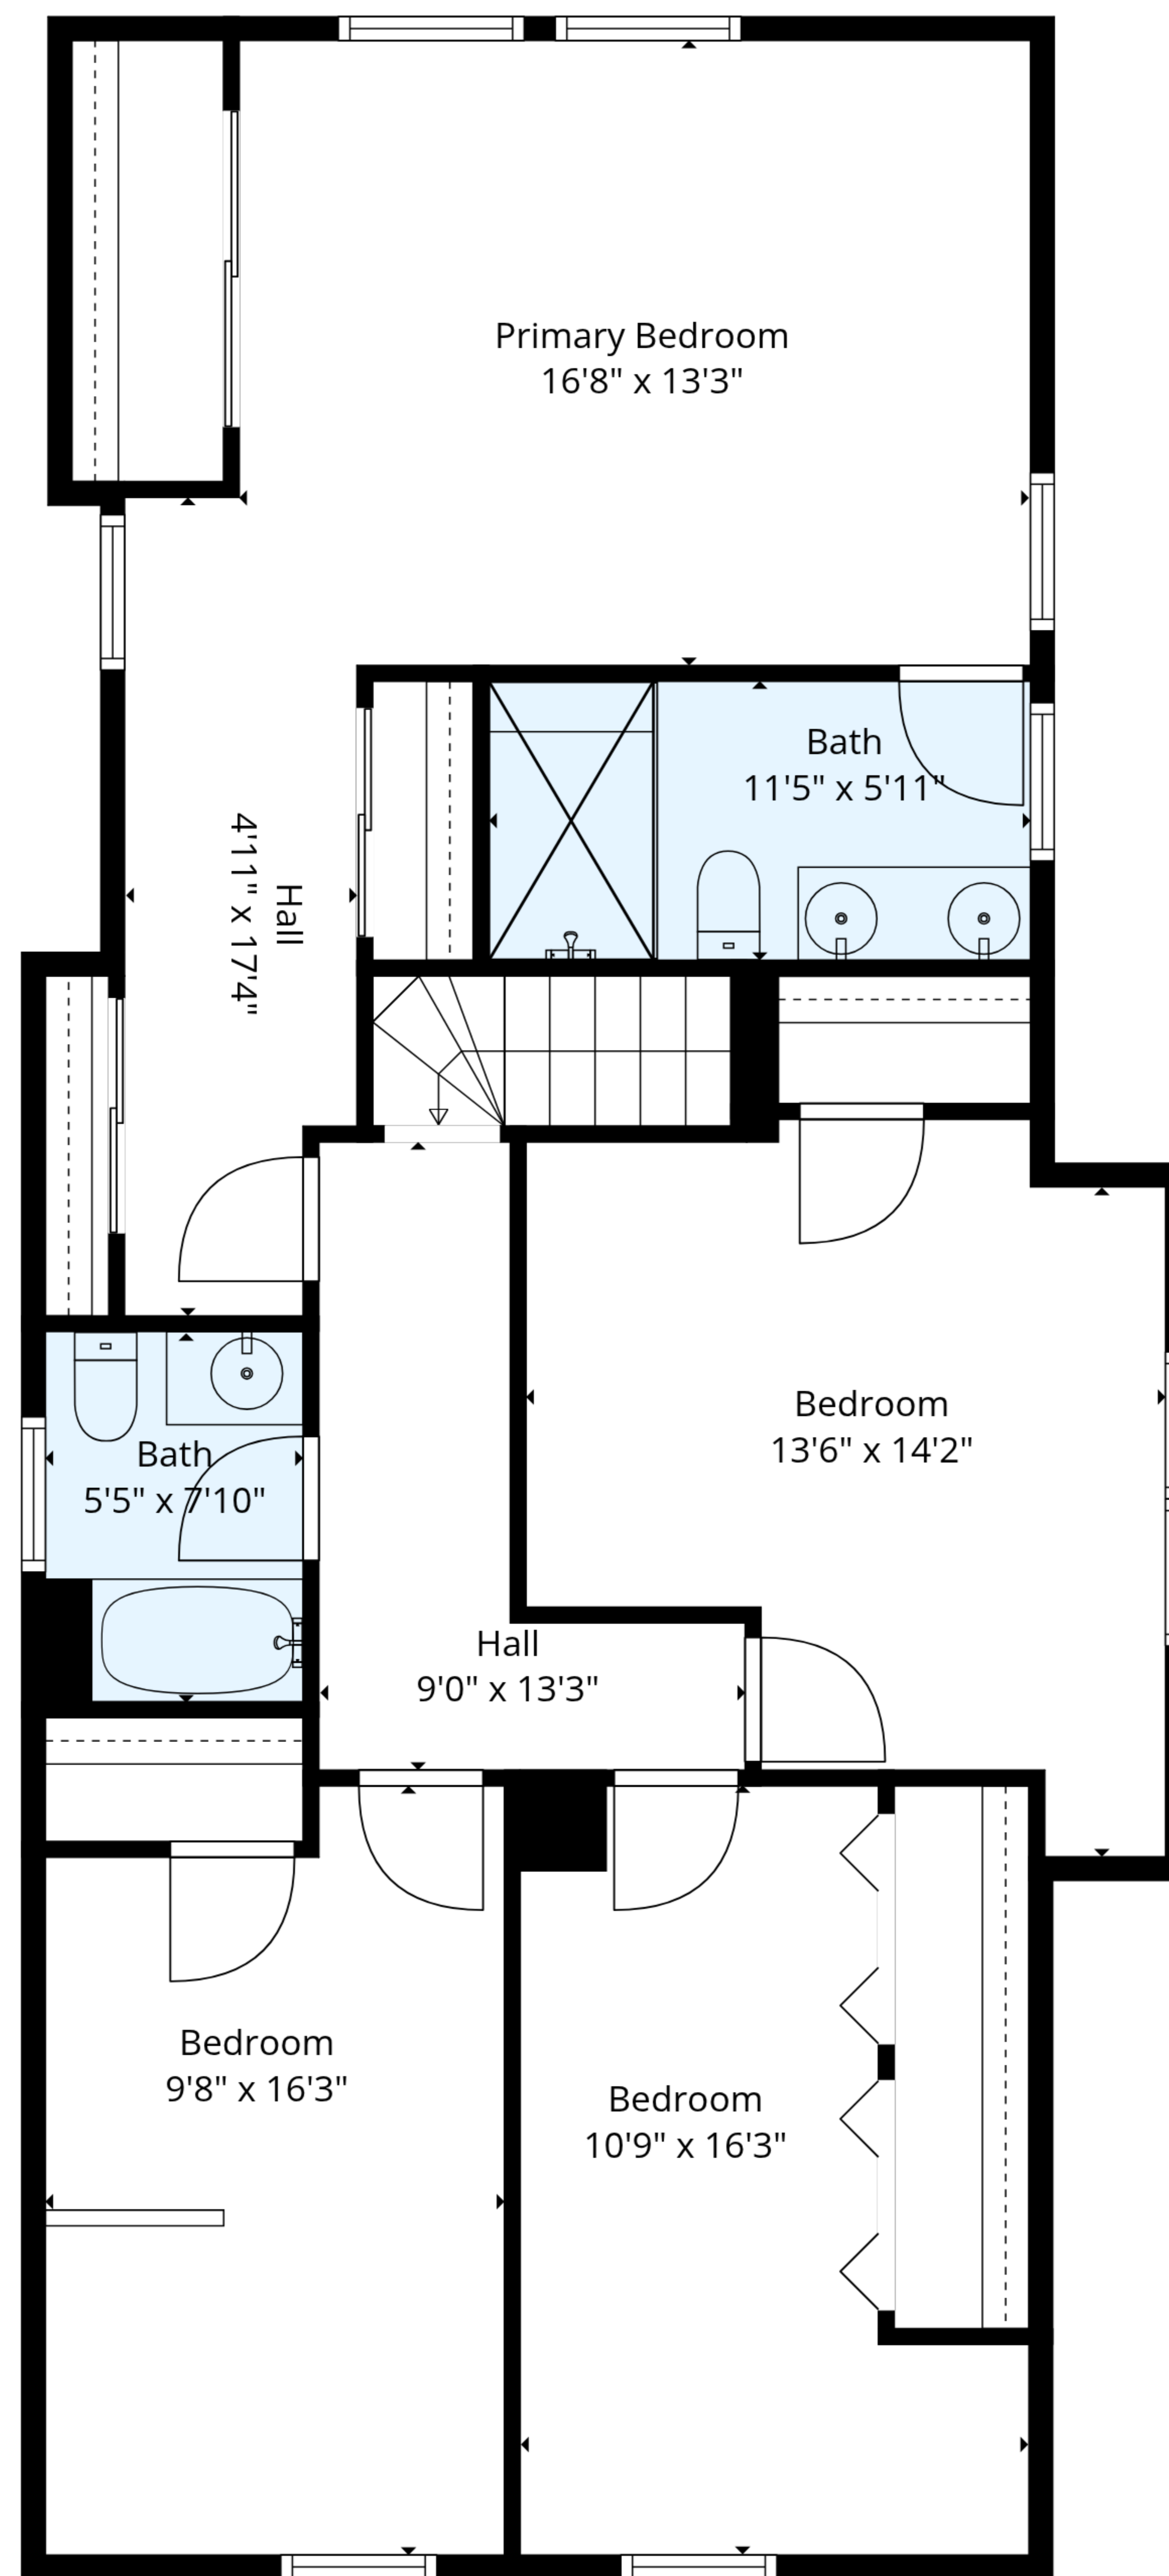 Primary Bedroom
16'8" x 13'3"
Bath
11'5" x 5'11"
Hall
4'11" x 17'4"
Bedroom
13'6" x 14'2"
Bath
5'5" x 7'10"
Hall
9'0" x 13'3"
Bedroom
9'8" x 16'3"
Bedroom
10'9" x 16'3"